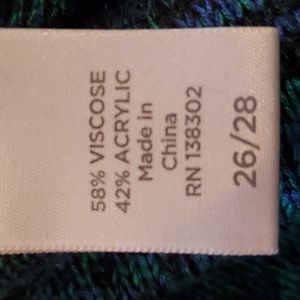 58% VISCOSE
42% ACRYLIC
Made in
China
RN 138302
26/28